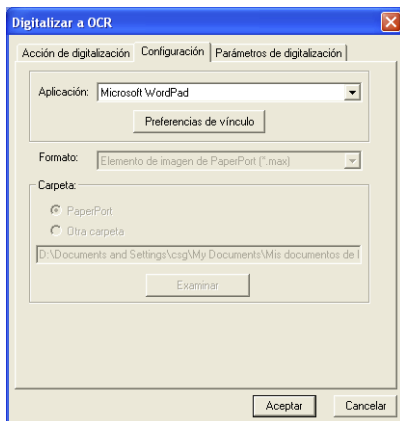 Digitalizar a OCR
Acción de digitalización Configuración Parámetros de digitalización
Aplicación: Microsoft WordPad
Preferencias de vínculo
Formato: Elemento de imagen de PaperPort (*.max)
Carpeta:
PaperPort
Otra carpeta
D:\Documents and Settings\csg\My Documents\Mis documentos de
Examinar
Aceptar Cancelar